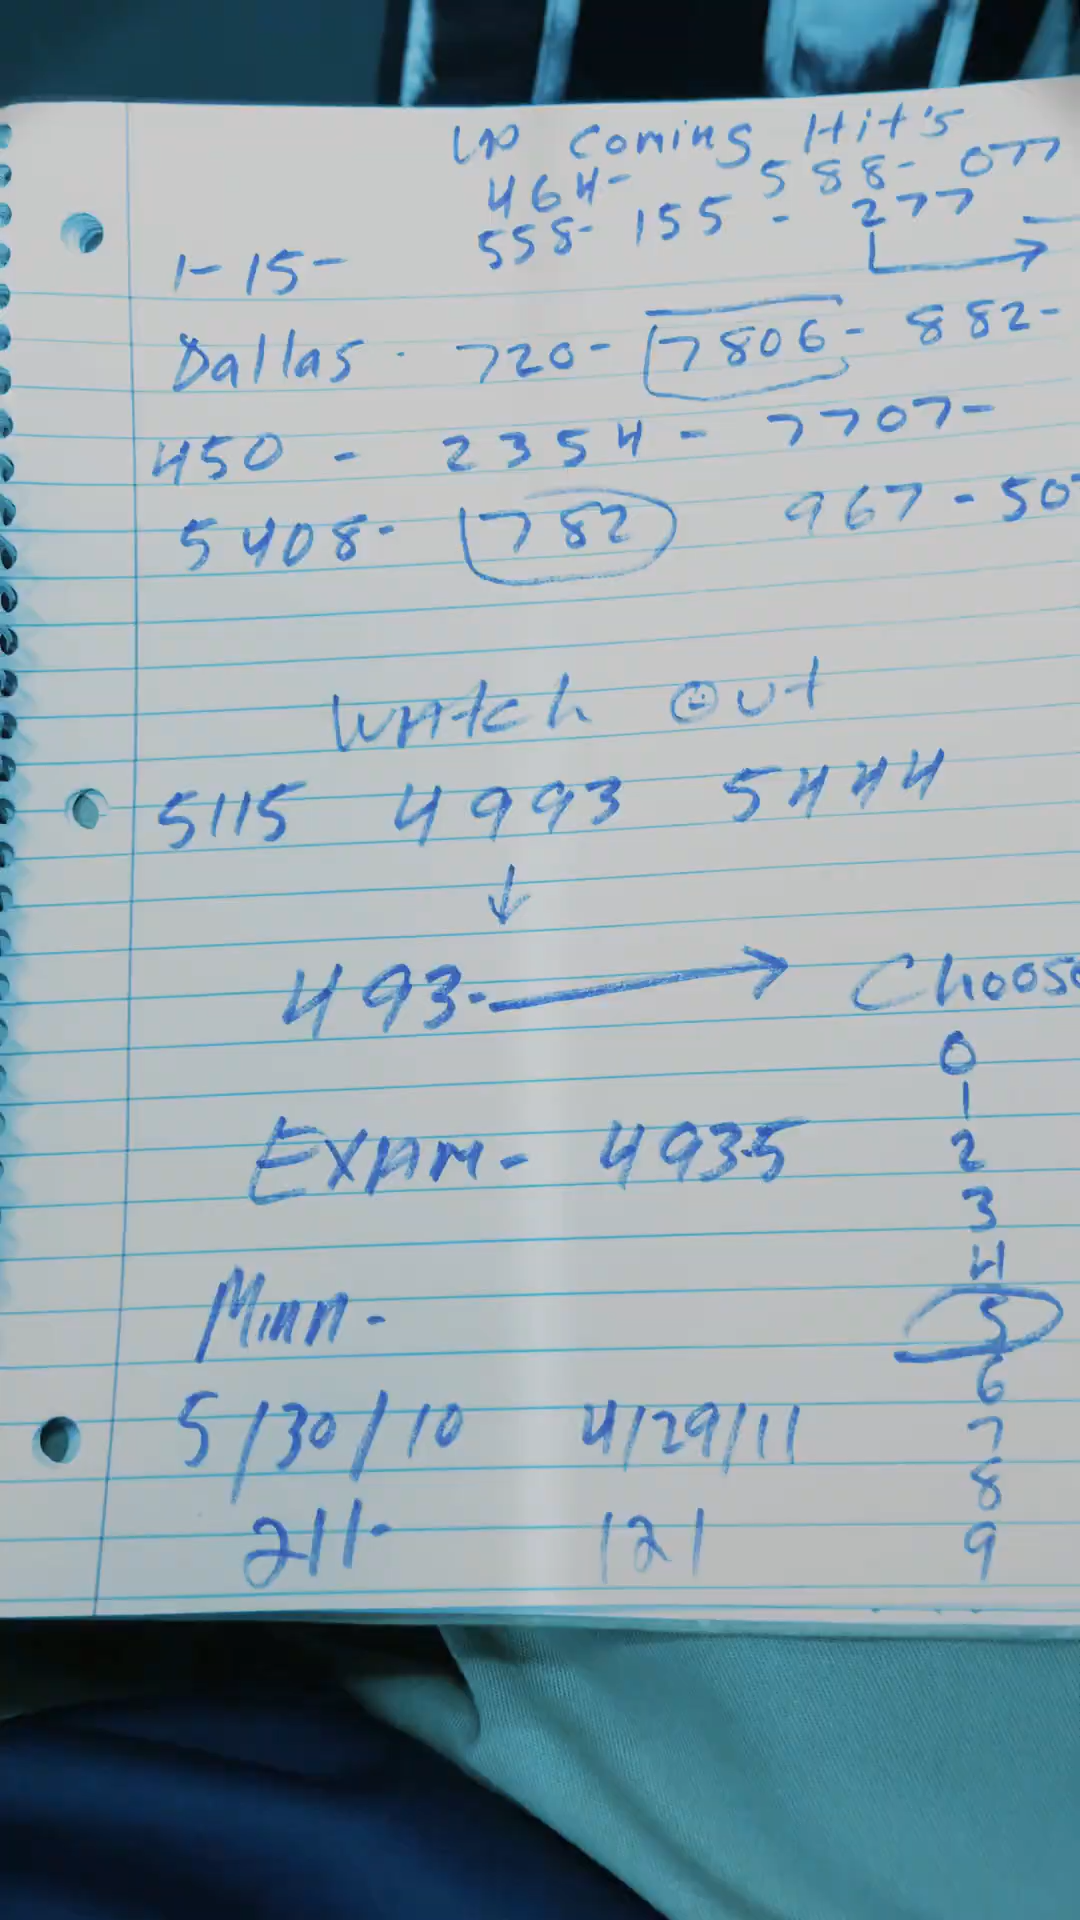 Up Coming Hit's
464- 588- 077
558- 155 - 277
1-15-
Dallas. 720- 7806- 882-
450 - 2354 - 7707-
5408- 782 967 - 50
Watch Out
5115 4993 5444
493- Choose
0
1
2
3
4
5
6
7
8
9
Exam- 4935
Minn-
5/30/10 4/29/11
211- 121